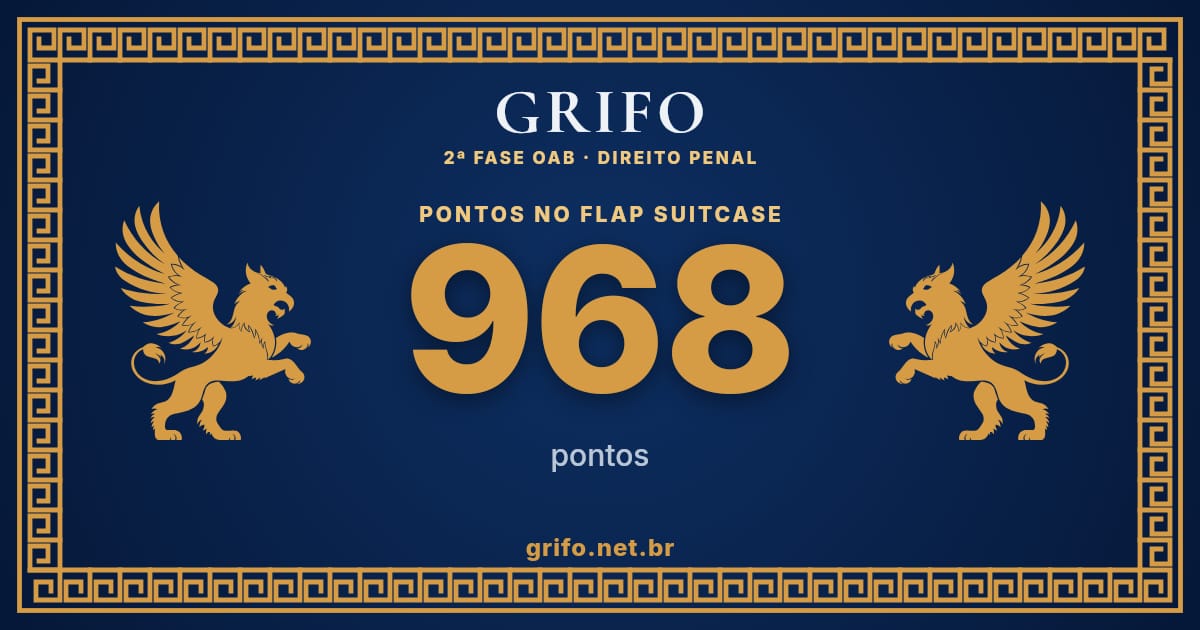 GRIFO
2ª FASE OAB · DIREITO PENAL
PONTOS NO FLAP SUITCASE
968
pontos
grifo.net.br